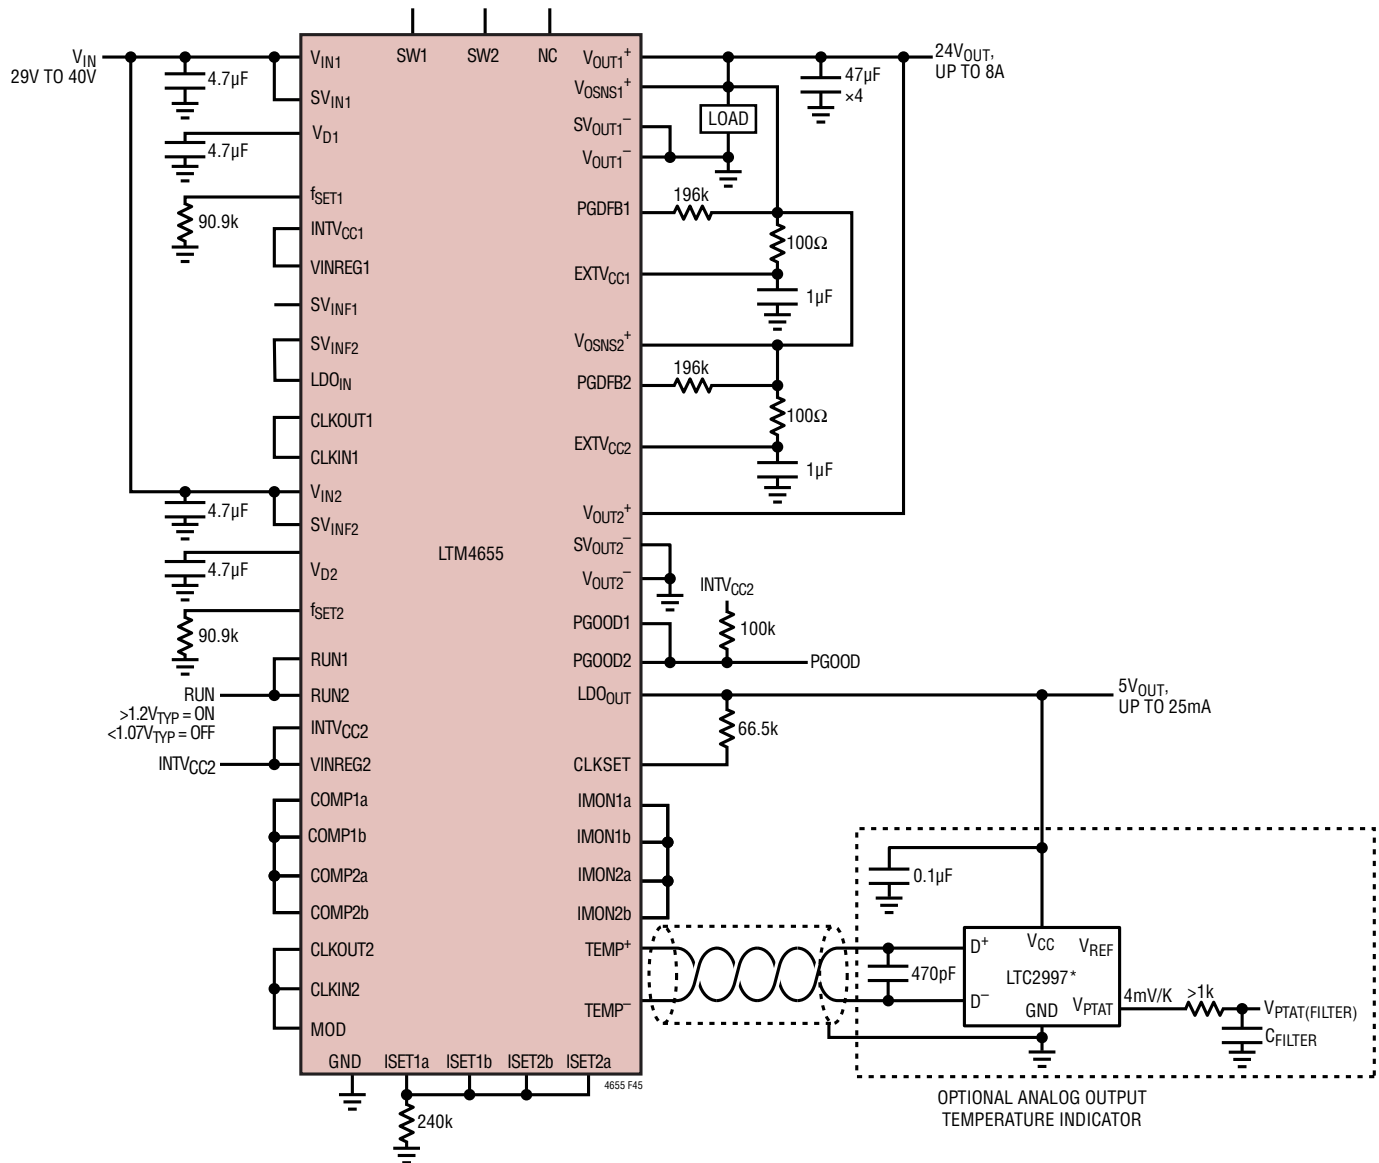 SW1 SW2 NC
VIN
29V TO 40V
4.7µF
4.7µF
90.9k
4.7µF
4.7µF
90.9k
RUN
>1.2VTYP = ON
<1.07VTYP = OFF
INTVCC2
VIN1
SVIN1
VD1
fSET1
INTVCC1
VINREG1
SVINF1
SVINF2
LDOIN
CLKOUT1
CLKIN1
VIN2
SVINF2
VD2
fSET2
RUN1
RUN2
INTVCC2
VINREG2
COMP1a
COMP1b
COMP2a
COMP2b
CLKOUT2
CLKIN2
MOD
LTM4655
GND ISET1a ISET1b ISET2b ISET2a
240k
4655 F45
VOUT1+
VOSNS1+
SVOUT1–
VOUT1–
PGDFB1
EXTVCC1
VOSNS2+
PGDFB2
EXTVCC2
VOUT2+
SVOUT2–
VOUT2–
PGOOD1
PGOOD2
LDOOUT
CLKSET
IMON1a
IMON1b
IMON2a
IMON2b
TEMP+
TEMP–
LOAD
47µF
×4
24VOUT,
UP TO 8A
196k
100Ω
1µF
196k
100Ω
1µF
INTVCC2
100k
PGOOD
5VOUT,
UP TO 25mA
66.5k
0.1µF
470pF
D+ VCC VREF
LTC2997*
D– GND VPTAT
4mV/K >1k VPTAT(FILTER)
CFILTER
OPTIONAL ANALOG OUTPUT
TEMPERATURE INDICATOR